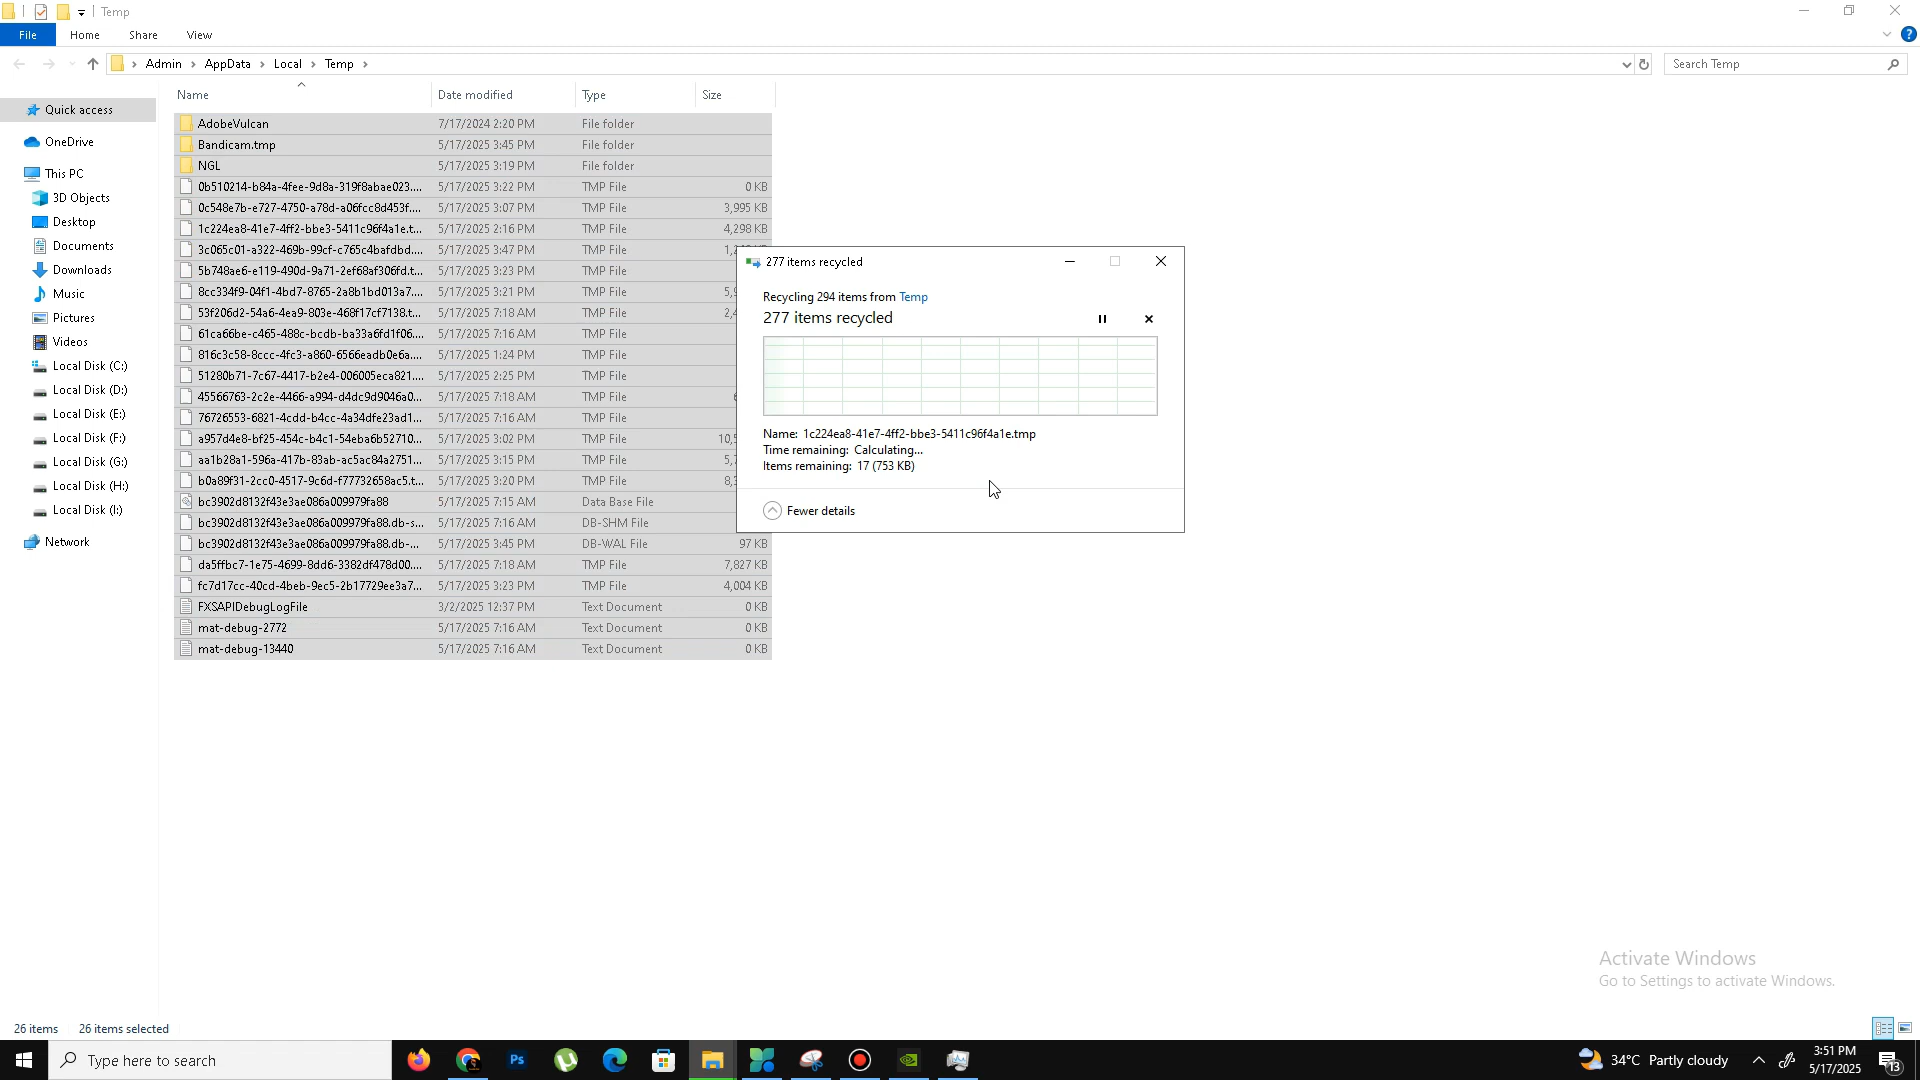 Temp
File Home Share View
Admin > AppData > Local > Temp >
Search Temp
Name Date modified Type Size
Quick access
OneDrive
This PC
3D Objects
Desktop
Documents
Downloads
Music
Pictures
Videos
Local Disk (C:)
Local Disk (D:)
Local Disk (E:)
Local Disk (F:)
Local Disk (G:)
Local Disk (H:)
Local Disk (I:)
Network
AdobeVulcan 7/17/2024 2:20 PM File folder
Bandicam.tmp 5/17/2025 3:45 PM File folder
NGL 5/17/2025 3:19 PM File folder
0b510214-b84a-4fee-9d8a-319f8abae023.... 5/17/2025 3:22 PM TMP File 0 KB
0c548e7b-e727-4750-a78d-a06fcc8d453f.... 5/17/2025 3:07 PM TMP File 3,995 KB
1c224ea8-41e7-4ff2-bbe3-5411c96f4a1e.t... 5/17/2025 2:16 PM TMP File 4,298 KB
3c065c01-a322-469b-99cf-c765c4bafdbd.... 5/17/2025 3:47 PM TMP File
5b748ae6-e119-490d-9a71-2ef68af306fd.t... 5/17/2025 3:23 PM TMP File
8cc334f9-04f1-4bd7-8765-2a8b1bd013a7.... 5/17/2025 3:21 PM TMP File
53f206d2-54a6-4ea9-803e-468f17cf7138.t... 5/17/2025 7:18 AM TMP File
61ca66be-c465-488c-bcdb-ba33a6fd1f06.... 5/17/2025 7:16 AM TMP File
816c3c58-8ccc-4fc3-a860-6566eadb0e6a.... 5/17/2025 1:24 PM TMP File
51280b71-7c67-4417-b2e4-006005eca821.... 5/17/2025 2:25 PM TMP File
45566763-2c2e-4466-a994-d4dc9d9046a0... 5/17/2025 7:18 AM TMP File
76726553-6821-4cdd-b4cc-4a34dfe23ad1... 5/17/2025 7:16 AM TMP File
a957d4e8-bf25-454c-b4c1-54eba6b52710... 5/17/2025 3:02 PM TMP File
aa1b28a1-596a-417b-83ab-ac5ac84a2751... 5/17/2025 3:15 PM TMP File
b0a89f31-2cc0-4517-9c6d-f77732658ac5.t... 5/17/2025 3:20 PM TMP File
bc3902d8132f43e3ae086a009979fa88 5/17/2025 7:15 AM Data Base File
bc3902d8132f43e3ae086a009979fa88.db-s... 5/17/2025 7:16 AM DB-SHM File
bc3902d8132f43e3ae086a009979fa88.db-... 5/17/2025 3:45 PM DB-WAL File 97 KB
da5ffbc7-1e75-4699-8dd6-3382df478d00.... 5/17/2025 7:18 AM TMP File 7,827 KB
fc7d17cc-40cd-4beb-9ec5-2b17729ee3a7... 5/17/2025 3:23 PM TMP File 4,004 KB
FXSAPIDebugLogFile 3/2/2025 12:37 PM Text Document 0 KB
mat-debug-2772 5/17/2025 7:16 AM Text Document 0 KB
mat-debug-13440 5/17/2025 7:16 AM Text Document 0 KB
277 items recycled
Recycling 294 items from Temp
277 items recycled
Name: 1c224ea8-41e7-4ff2-bbe3-5411c96f4a1e.tmp
Time remaining: Calculating...
Items remaining: 17 (753 KB)
Fewer details
Activate Windows
Go to Settings to activate Windows.
26 items 26 items selected
Type here to search
Ps
34°C Partly cloudy
3:51 PM
5/17/2025
13